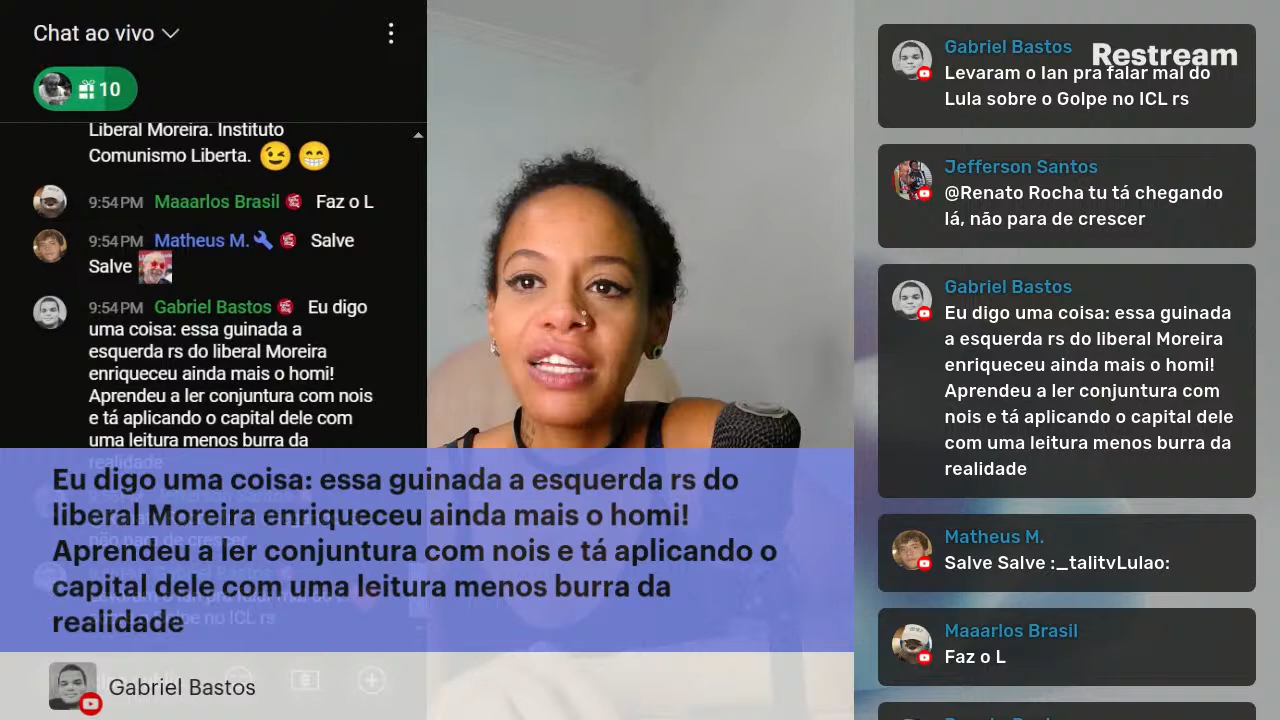 Chat ao vivo
10
Liberal Moreira. Instituto
Comunismo Liberta. 😉 😁
9:54 PM Maaarlos Brasil Faz o L
9:54 PM Matheus M. Salve
Salve
9:54 PM Gabriel Bastos Eu digo
uma coisa: essa guinada a
esquerda rs do liberal Moreira
enriqueceu ainda mais o homi!
Aprendeu a ler conjuntura com nois
e tá aplicando o capital dele com
uma leitura menos burra da
realidade
Eu digo uma coisa: essa guinada a esquerda rs do
liberal Moreira enriqueceu ainda mais o homi!
Aprendeu a ler conjuntura com nois e tá aplicando o
capital dele com uma leitura menos burra da
realidade
Gabriel Bastos
Restream
Gabriel Bastos
Levaram o Ian pra falar mal do
Lula sobre o Golpe no ICL rs
Jefferson Santos
@Renato Rocha tu tá chegando
lá, não para de crescer
Gabriel Bastos
Eu digo uma coisa: essa guinada
a esquerda rs do liberal Moreira
enriqueceu ainda mais o homi!
Aprendeu a ler conjuntura com
nois e tá aplicando o capital dele
com uma leitura menos burra da
realidade
Matheus M.
Salve Salve :_talitvLulao:
Maaarlos Brasil
Faz o L